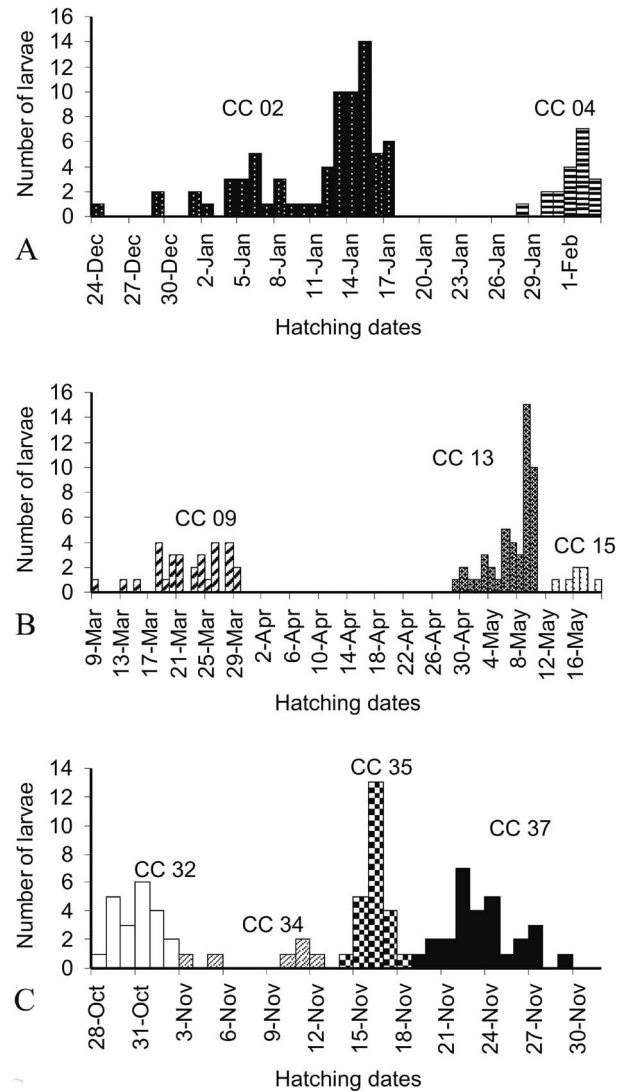 16
14
12
10
8
6
4
2
0
Number of larvae
CC 02
CC 04
A
24-Dec
27-Dec
30-Dec
2-Jan
5-Jan
8-Jan
11-Jan
14-Jan
17-Jan
20-Jan
23-Jan
26-Jan
29-Jan
1-Feb
Hatching dates
16
14
12
10
8
6
4
2
0
Number of larvae
CC 09
CC 13
CC 15
B
9-Mar
13-Mar
17-Mar
21-Mar
25-Mar
29-Mar
2-Apr
6-Apr
10-Apr
14-Apr
18-Apr
22-Apr
26-Apr
30-Apr
4-May
8-May
12-May
16-May
Hatching dates
14
12
10
8
6
4
2
0
Number of larvae
CC 32
CC 34
CC 35
CC 37
C
28-Oct
31-Oct
3-Nov
6-Nov
9-Nov
12-Nov
15-Nov
18-Nov
21-Nov
24-Nov
27-Nov
30-Nov
Hatching dates